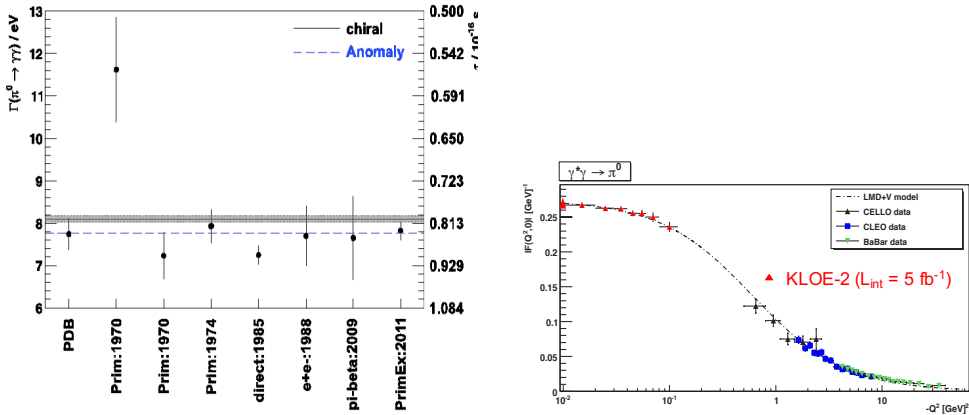 Γ(π⁰ → γγ) / eV
13
12
11
10
9
8
7
6
chiral
Anomaly
0.500
0.542
0.591
0.650
0.723
0.813
0.929
1.084
τ / 10⁻¹⁶ s
PDB
Prim:1970
Prim:1970
Prim:1974
direct:1985
e+e-:1988
pi-beta:2009
PrimEx:2011
γ*γ → π⁰
|F(Q²,0)| [GeV]⁻¹
0.25
0.2
0.15
0.1
0.05
0
LMD+V model
CELLO data
CLEO data
BaBar data
KLOE-2 (L_int = 5 fb⁻¹)
10⁻²
10⁻¹
1
10
-Q² [GeV]²